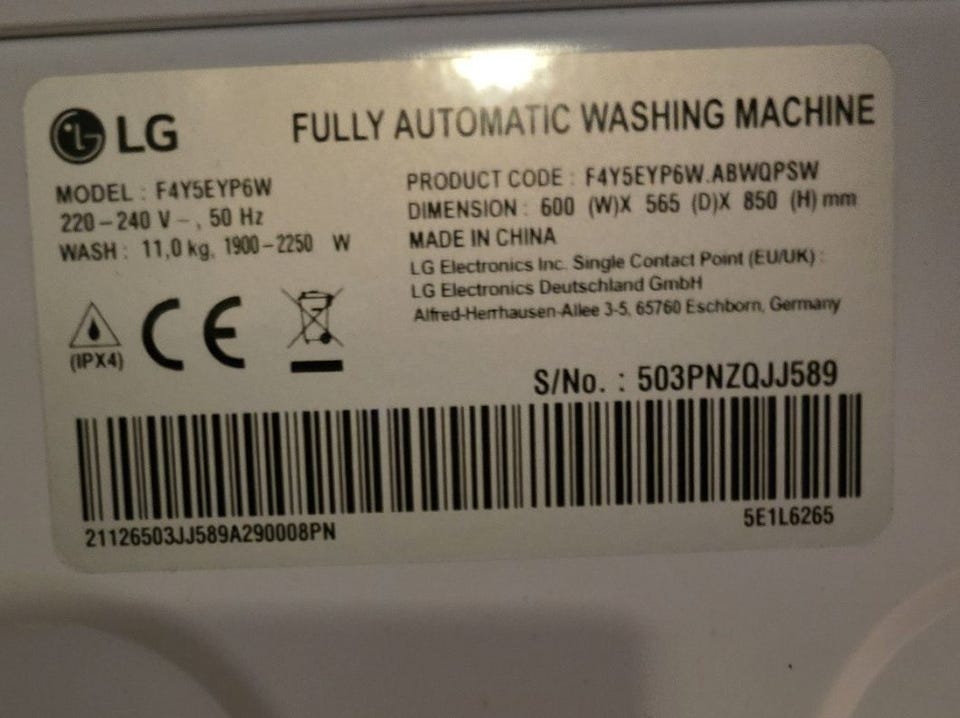 LG
FULLY AUTOMATIC WASHING MACHINE
MODEL : F4Y5EYP6W
220-240 V~, 50 Hz
WASH : 11,0 kg, 1900-2250 W
(IPX4)
PRODUCT CODE : F4Y5EYP6W.ABWQPSW
DIMENSION : 600 (W)X 565 (D)X 850 (H) mm
MADE IN CHINA
LG Electronics Inc. Single Contact Point (EU/UK) :
LG Electronics Deutschland GmbH
Alfred-Herrhausen-Allee 3-5, 65760 Eschborn, Germany
CE
S/No. : 503PNZQJJ589
21126503JJ589A290008PN
5E1L6265